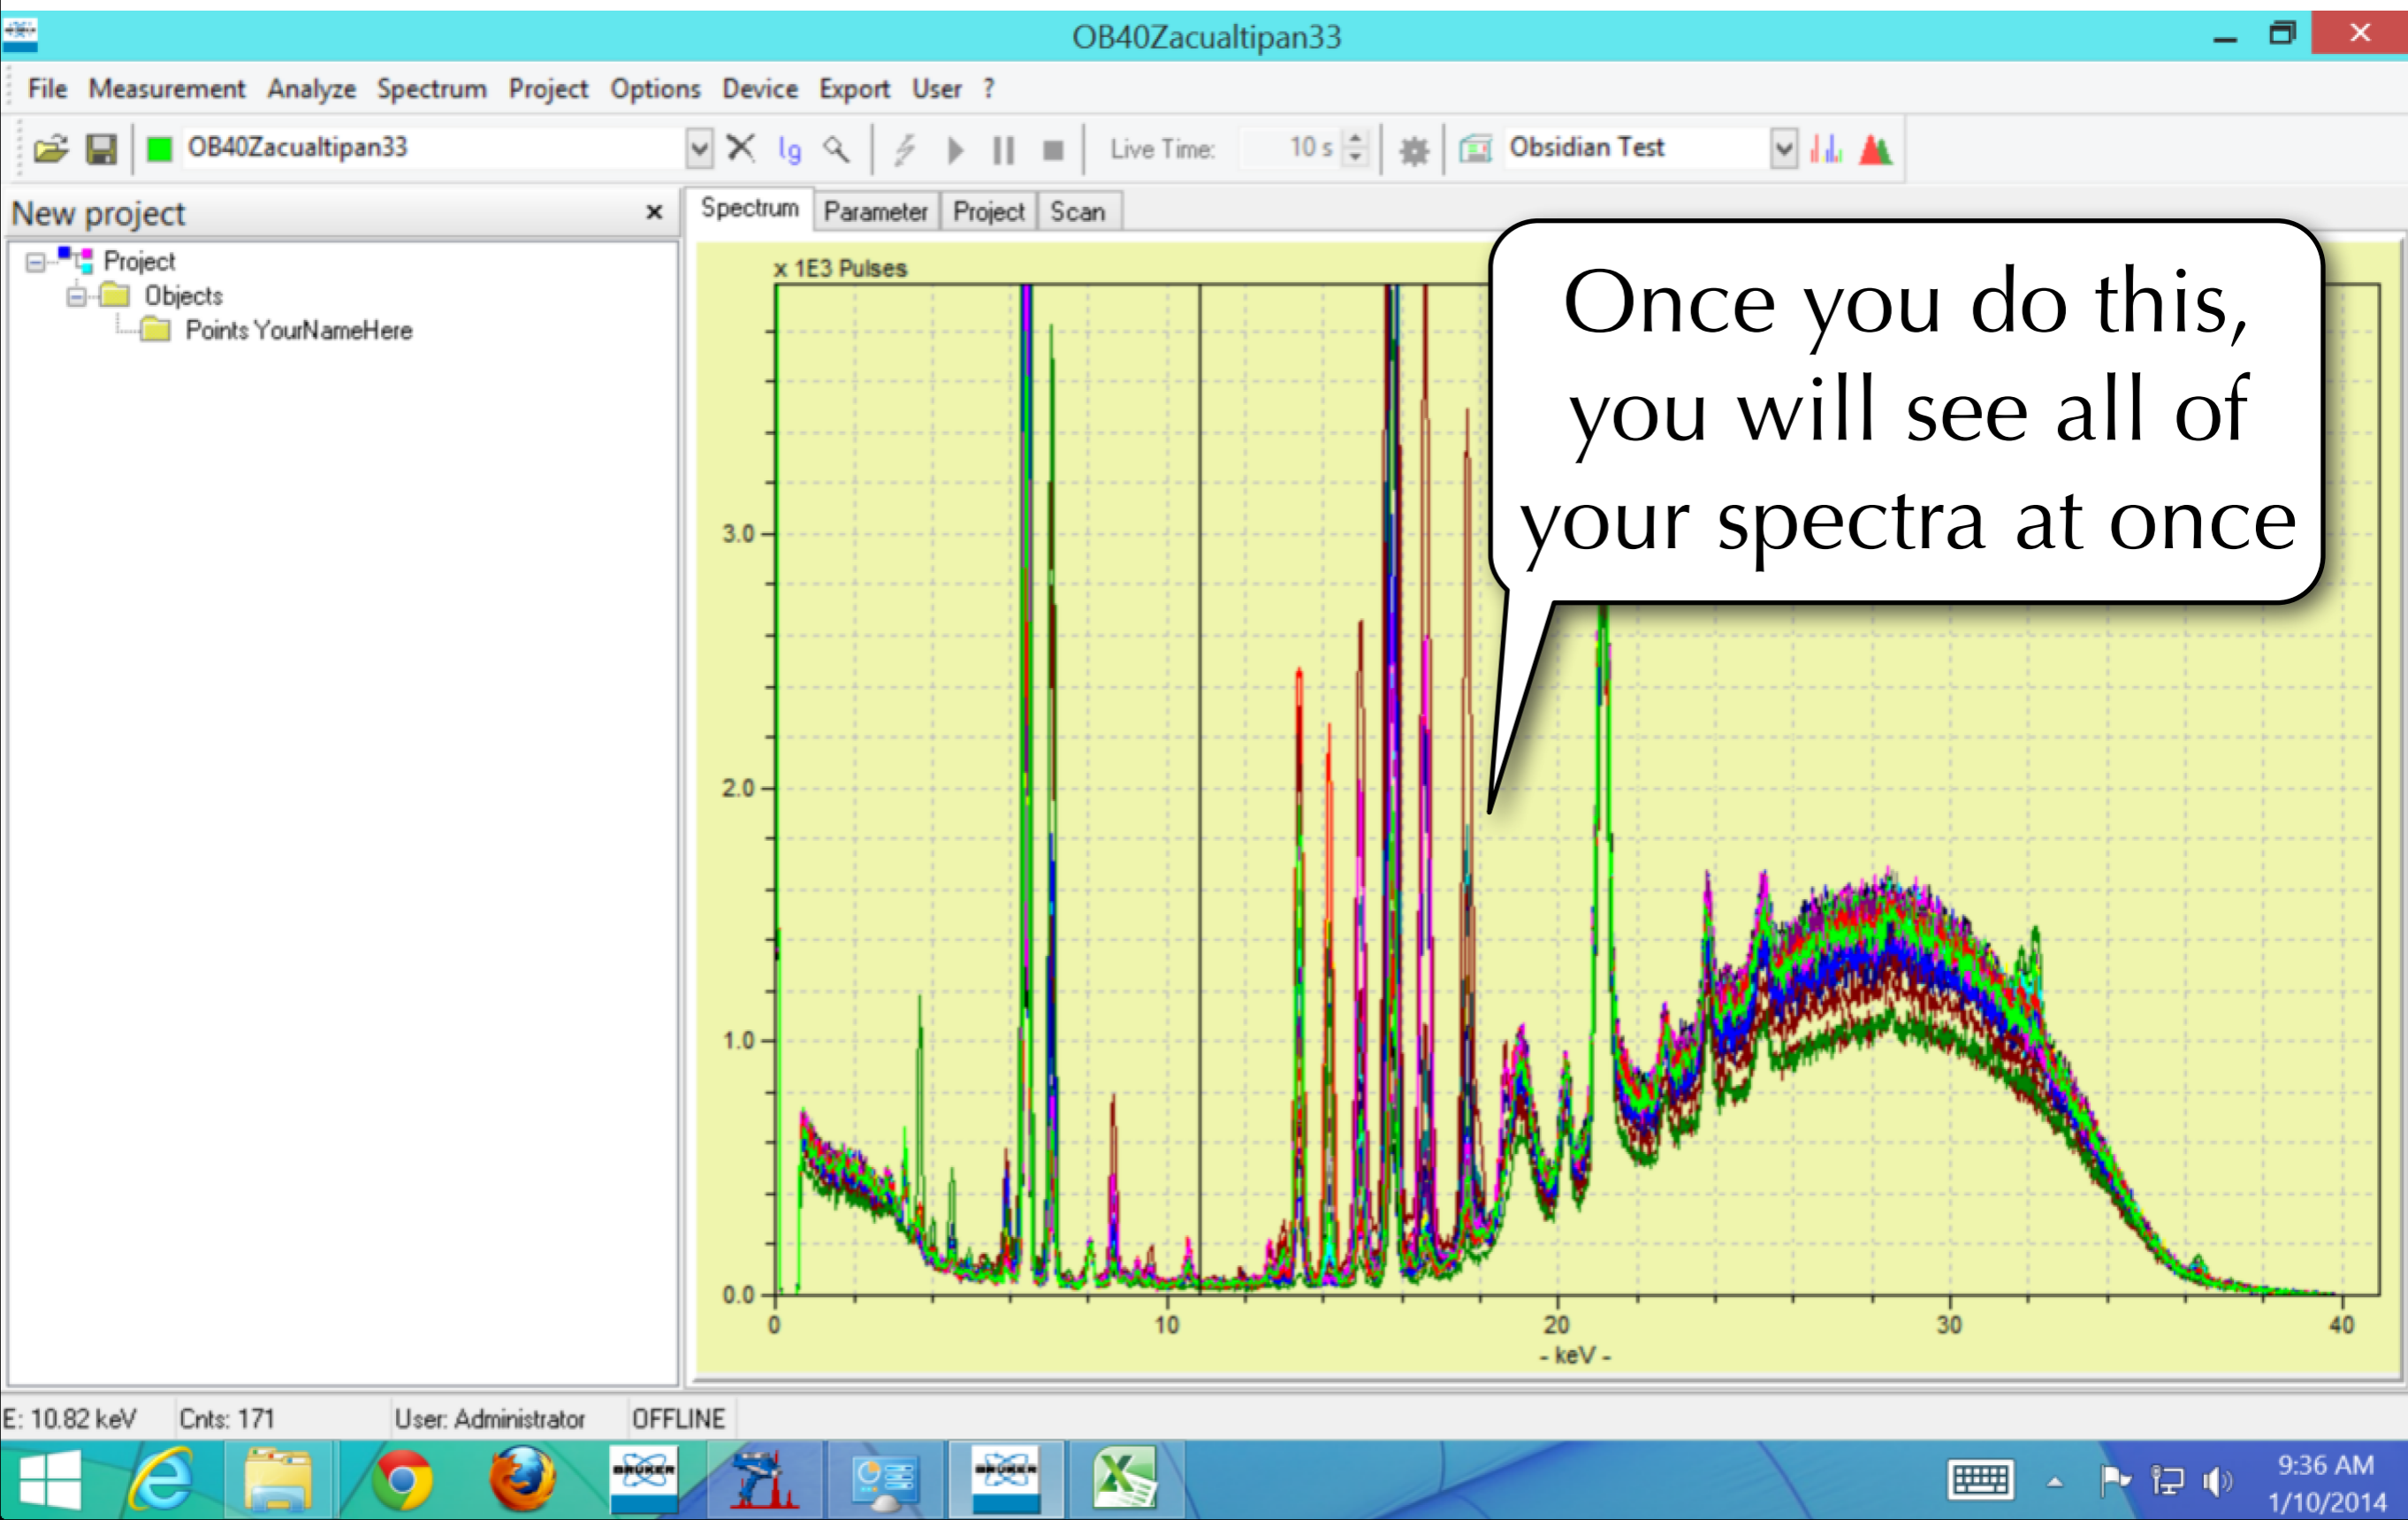 OB40Zacualtipan33
File Measurement Analyze Spectrum Project Options Device Export User ?
OB40Zacualtipan33 lg Live Time: 10 s Obsidian Test
New project
Spectrum Parameter Project Scan
Project
Objects
Points YourNameHere
x 1E3 Pulses
Once you do this,
you will see all of
your spectra at once
3.0
2.0
1.0
0.0
0 10 20 30 40
- keV -
E: 10.82 keV Cnts: 171 User: Administrator OFFLINE
BRUKER BRUKER
9:36 AM
1/10/2014